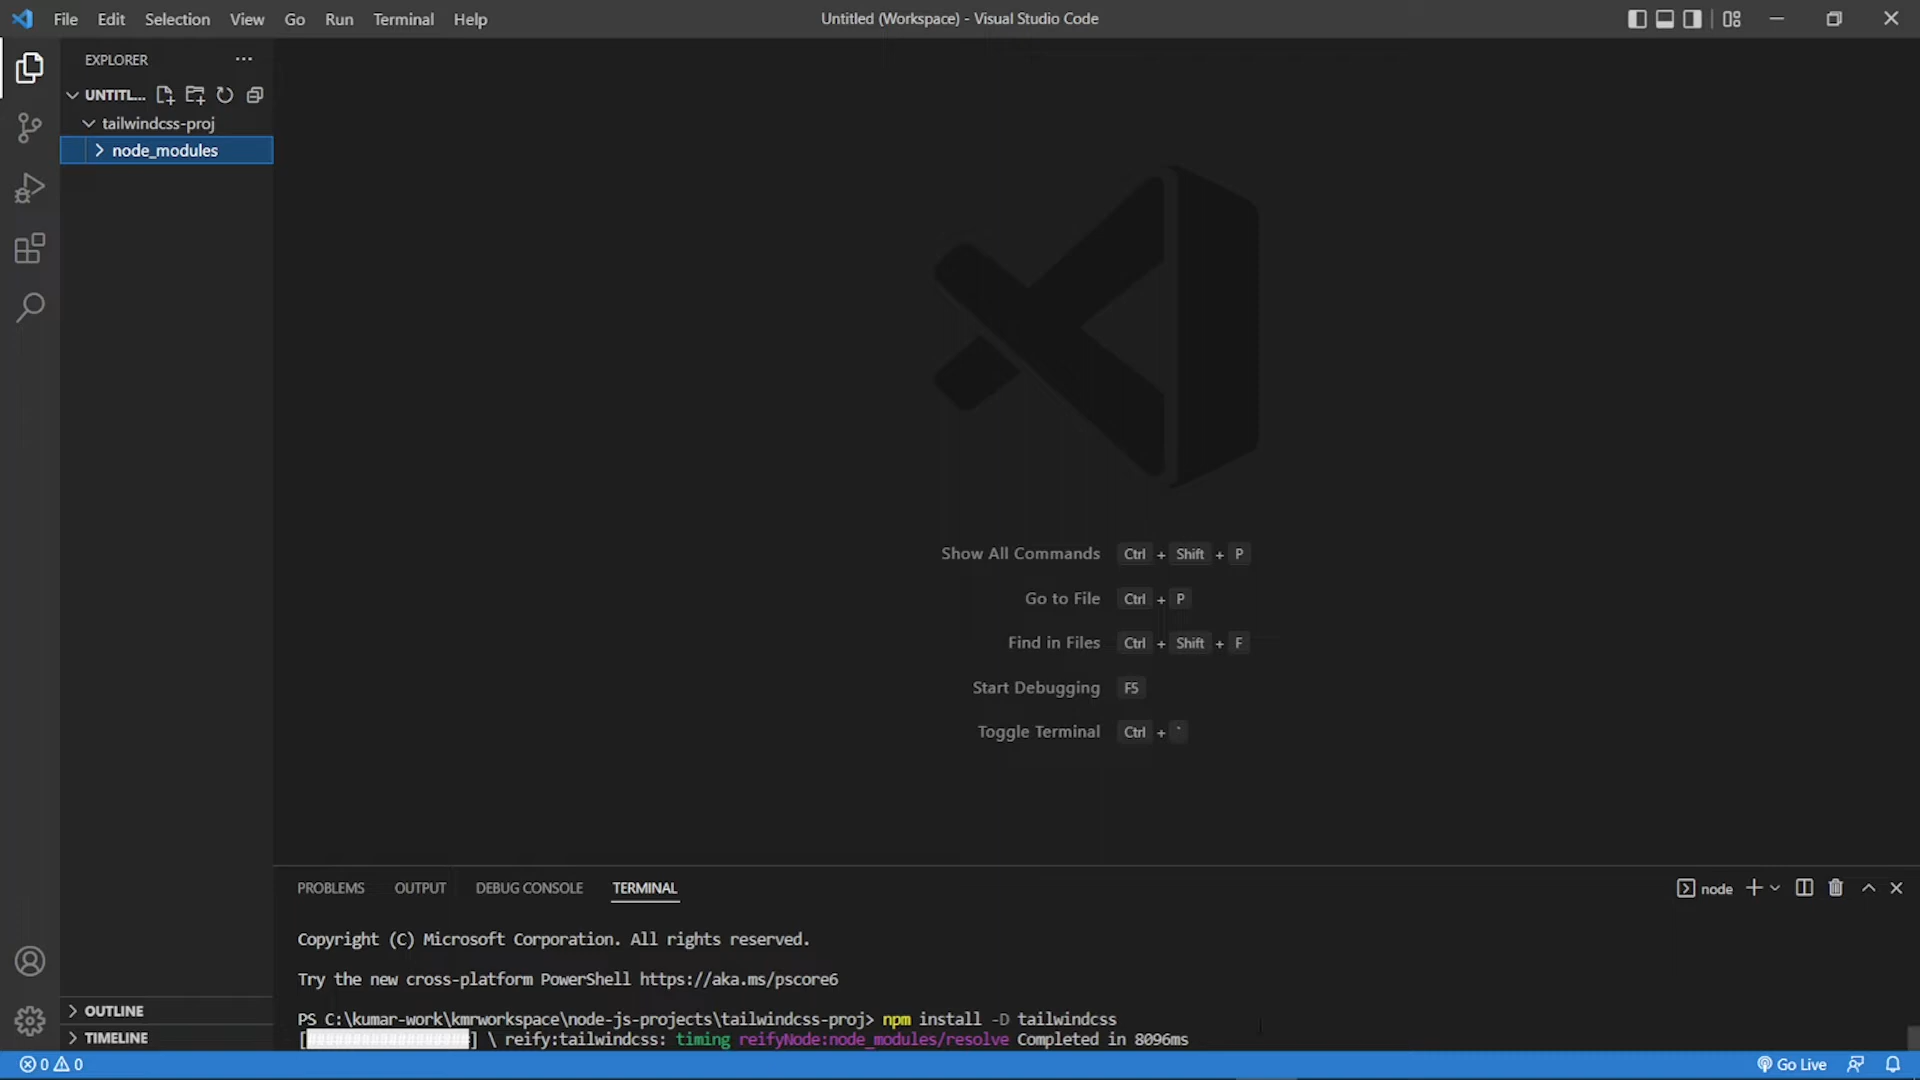 File Edit Selection View Go Run Terminal Help
Untitled (Workspace) - Visual Studio Code
EXPLORER
UNTITL...
tailwindcss-proj
node_modules
Show All Commands Ctrl + Shift + P
Go to File Ctrl + P
Find in Files Ctrl + Shift + F
Start Debugging F5
Toggle Terminal Ctrl + `
PROBLEMS OUTPUT DEBUG CONSOLE TERMINAL
node
Copyright (C) Microsoft Corporation. All rights reserved.
Try the new cross-platform PowerShell https://aka.ms/pscore6
PS C:\kumar-work\kmrworkspace\node-js-projects\tailwindcss-proj> npm install -D tailwindcss
[##################] \ reify:tailwindcss: timing reifyNode:node_modules/resolve Completed in 8096ms
OUTLINE
TIMELINE
0 0
Go Live